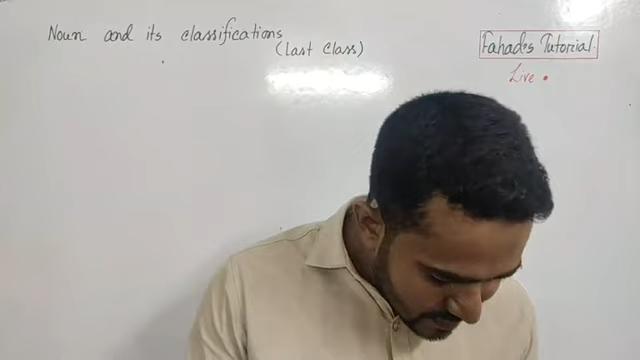 Noun and its classifications
(Last Class)
Fahad's Tutorial.
Live